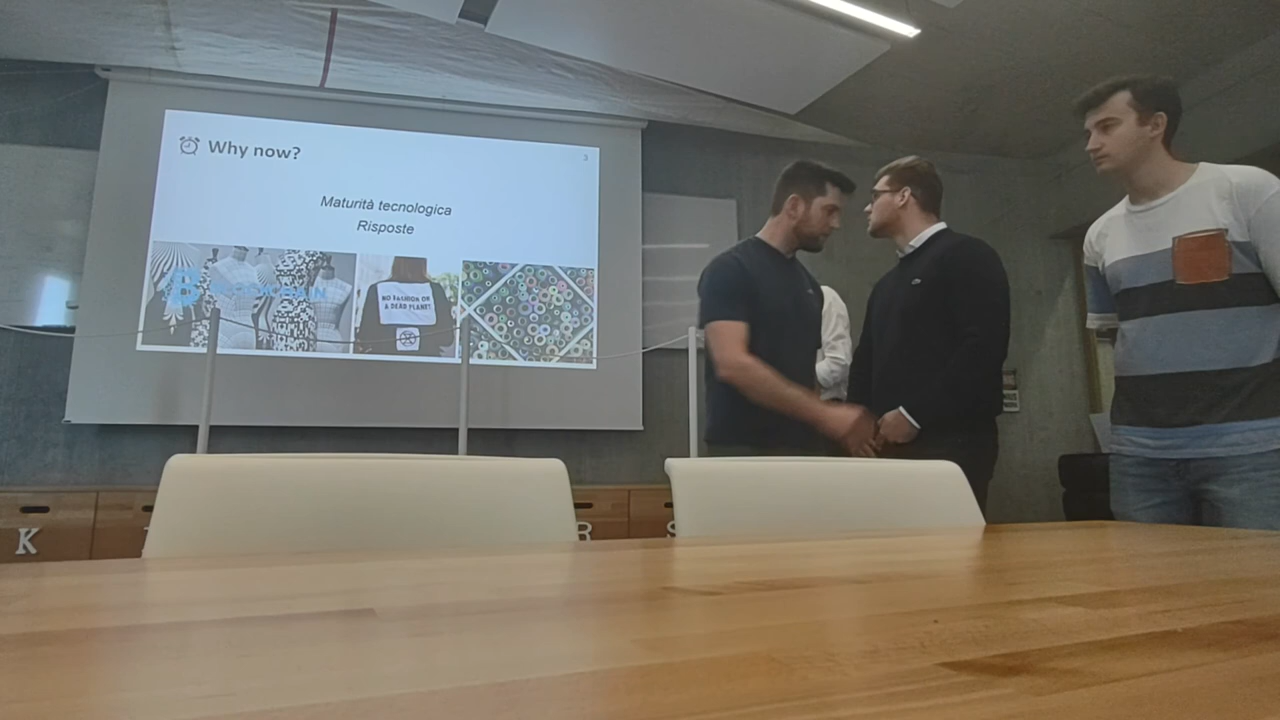 Why now?
3
Maturità tecnologica
Risposte
NO FASHION ON
A DEAD PLANET
K
R
S